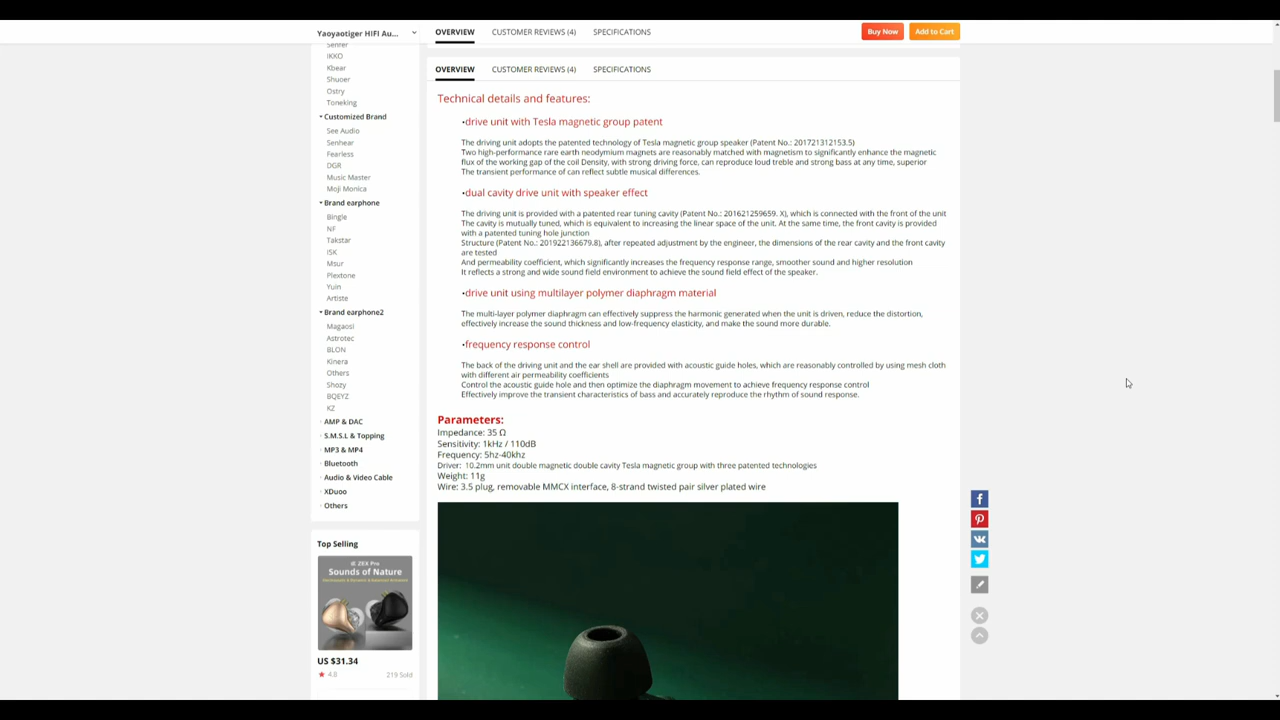 Yaoyaotiger HIFI Au...
OVERVIEW
CUSTOMER REVIEWS (4)
SPECIFICATIONS
Buy Now
Add to Cart
Senfer
IKKO
Kbear
Shuoer
Ostry
Toneking
Customized Brand
See Audio
Senhear
Fearless
DGR
Music Master
Moji Monica
Brand earphone
Bingle
NF
Takstar
ISK
Msur
Plextone
Yuin
Artiste
Brand earphone2
Magaosi
Astrotec
BLON
Kinera
Others
Shozy
BQEYZ
KZ
AMP & DAC
S.M.S.L & Topping
MP3 & MP4
Bluetooth
Audio & Video Cable
XDuoo
Others
Top Selling
ZEX Pro
Sounds of Nature
US $31.34
4.8
219 Sold
OVERVIEW
CUSTOMER REVIEWS (4)
SPECIFICATIONS
Technical details and features:
•drive unit with Tesla magnetic group patent
The driving unit adopts the patented technology of Tesla magnetic group speaker (Patent No.: 201721312153.5)
Two high-performance rare earth neodymium magnets are reasonably matched with magnetism to significantly enhance the magnetic
flux of the working gap of the coil Density, with strong driving force, can reproduce loud treble and strong bass at any time, superior
The transient performance of can reflect subtle musical differences.
•dual cavity drive unit with speaker effect
The driving unit is provided with a patented rear tuning cavity (Patent No.: 201621259659. X), which is connected with the front of the unit
The cavity is mutually tuned, which is equivalent to increasing the linear space of the unit. At the same time, the front cavity is provided
with a patented tuning hole junction
Structure (Patent No.: 201922136679.8), after repeated adjustment by the engineer, the dimensions of the rear cavity and the front cavity
are tested
And permeability coefficient, which significantly increases the frequency response range, smoother sound and higher resolution
It reflects a strong and wide sound field environment to achieve the sound field effect of the speaker.
•drive unit using multilayer polymer diaphragm material
The multi-layer polymer diaphragm can effectively suppress the harmonic generated when the unit is driven, reduce the distortion,
effectively increase the sound thickness and low-frequency elasticity, and make the sound more durable.
•frequency response control
The back of the driving unit and the ear shell are provided with acoustic guide holes, which are reasonably controlled by using mesh cloth
with different air permeability coefficients
Control the acoustic guide hole and then optimize the diaphragm movement to achieve frequency response control
Effectively improve the transient characteristics of bass and accurately reproduce the rhythm of sound response.
Parameters:
Impedance: 35 Ω
Sensitivity: 1kHz / 110dB
Frequency: 5hz-40khz
Driver: 10.2mm unit double magnetic double cavity Tesla magnetic group with three patented technologies
Weight: 11g
Wire: 3.5 plug, removable MMCX interface, 8-strand twisted pair silver plated wire